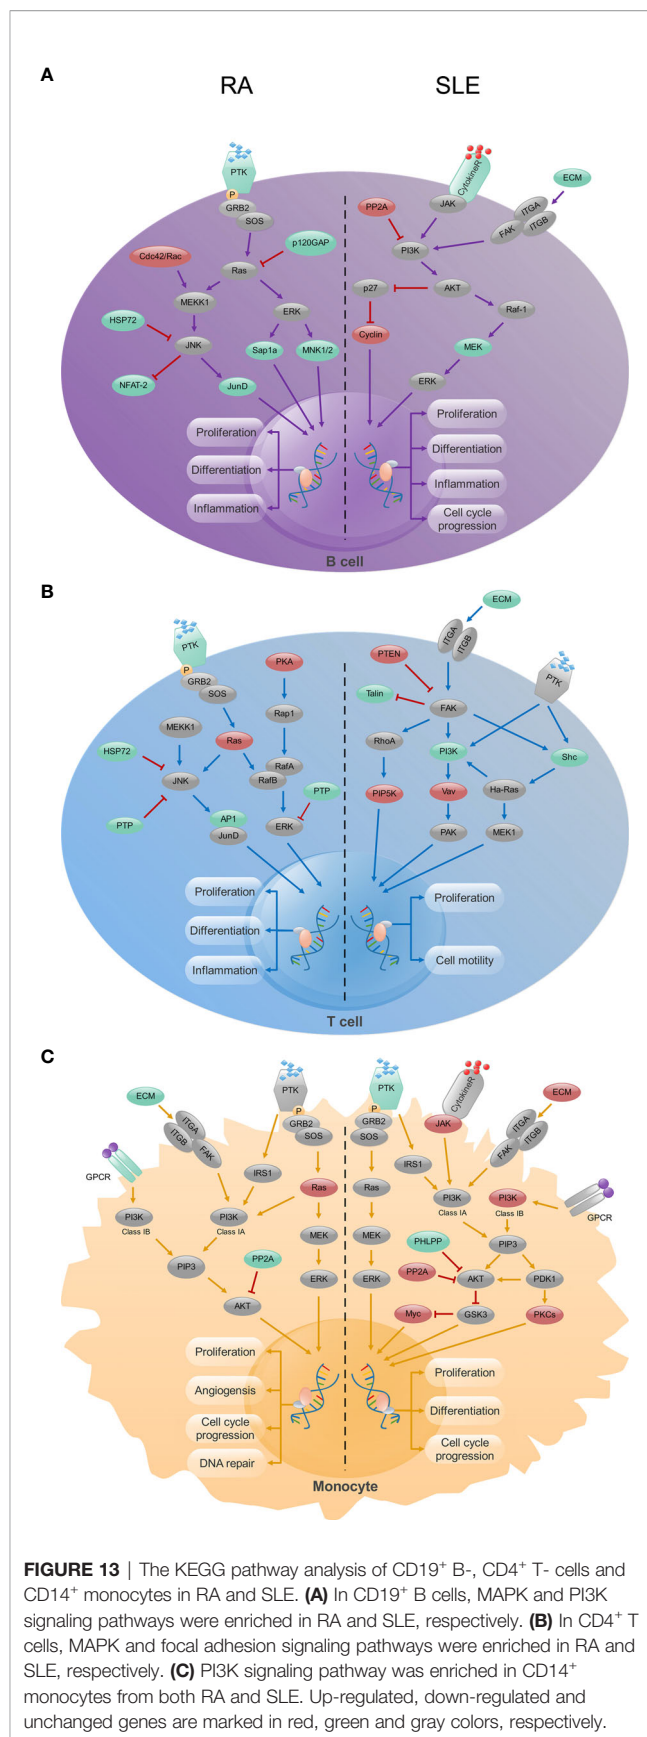 A
RA
SLE
PTK
P
GRB2
SOS
Cdc42/Rac
p120GAP
Ras
MEKK1
HSP72
ERK
JNK
Sap1a
MNK1/2
NFAT-2
JunD
Proliferation
Differentiation
Inflammation
CytokineR
ECM
PP2A
JAK
ITGA
ITGB
FAK
PI3K
p27
AKT
Raf-1
Cyclin
MEK
ERK
Proliferation
Differentiation
Inflammation
Cell cycle
progression
B cell
B
PTK
P
GRB2
SOS
PKA
Rap1
MEKK1
Ras
HSP72
RafA
RafB
JNK
PTP
PTP
AP1
JunD
ERK
Proliferation
Differentiation
Inflammation
ECM
ITGA
ITGB
PTEN
PTK
Talin
FAK
RhoA
PI3K
Shc
PIP5K
Vav
Ha-Ras
PAK
MEK1
Proliferation
Cell motility
T cell
C
PTK
P
GRB2
SOS
ECM
ITGA
ITGB
FAK
GPCR
IRS1
Ras
PI3K
Class IB
PI3K
Class IA
MEK
PIP3
PP2A
ERK
AKT
Proliferation
Angiogensis
Cell cycle
progression
DNA repair
PTK
P
GRB2
SOS
CytokineR
JAK
ECM
ITGA
ITGB
FAK
IRS1
Ras
PI3K
Class IA
PI3K
Class IB
GPCR
MEK
PHLPP
PIP3
PP2A
ERK
AKT
PDK1
Myc
GSK3
PKCs
Proliferation
Differentiation
Cell cycle
progression
Monocyte
FIGURE 13 | The KEGG pathway analysis of CD19⁺ B-, CD4⁺ T- cells and
CD14⁺ monocytes in RA and SLE. (A) In CD19⁺ B cells, MAPK and PI3K
signaling pathways were enriched in RA and SLE, respectively. (B) In CD4⁺ T
cells, MAPK and focal adhesion signaling pathways were enriched in RA and
SLE, respectively. (C) PI3K signaling pathway was enriched in CD14⁺
monocytes from both RA and SLE. Up-regulated, down-regulated and
unchanged genes are marked in red, green and gray colors, respectively.